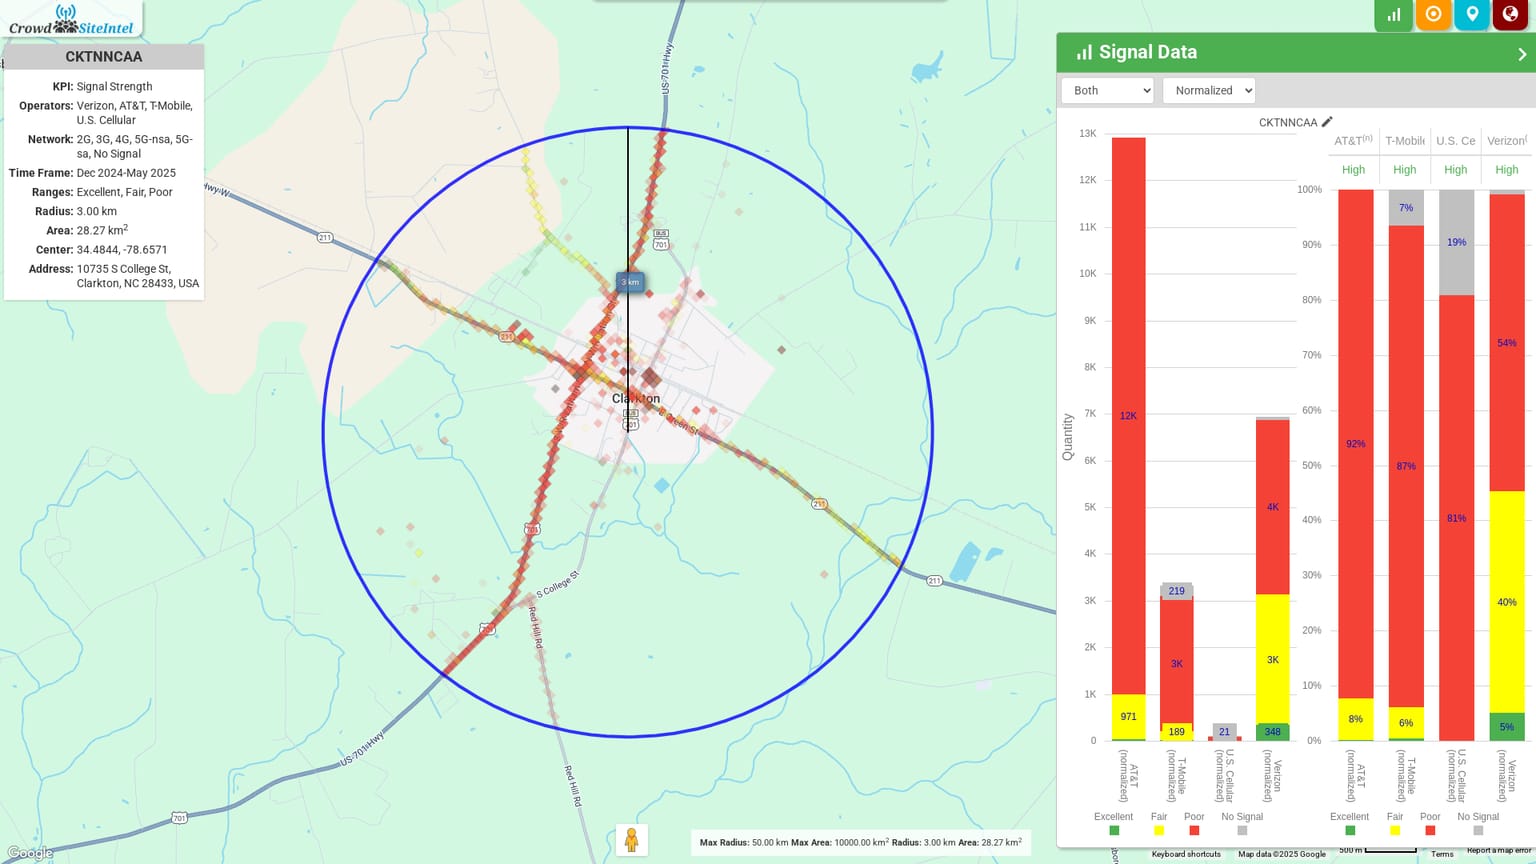 Crowd SiteIntel
CKTNNCAA
KPI: Signal Strength
Operators: Verizon, AT&T, T-Mobile,
U.S. Cellular
Network: 2G, 3G, 4G, 5G-nsa, 5G-
sa, No Signal
Time Frame: Dec 2024-May 2025
Ranges: Excellent, Fair, Poor
Radius: 3.00 km
Area: 28.27 km2
Center: 34.4844, -78.6571
Address: 10735 S College St,
Clarkton, NC 28433, USA
US-701 Hwy
Hwy W
211
BUS
701
3 km
211
Clarkton
BUS
701
E Green St
211
701
S College St
211
Red Hill Rd
US-701 Hwy
Red Hill Rd
701
Google
Max Radius: 50.00 km Max Area: 10000.00 km2 Radius: 3.00 km Area: 28.27 km2
Signal Data
Both
Normalized
CKTNNCAA
13K
12K
11K
10K
9K
8K
7K
6K
5K
4K
3K
2K
1K
0
Quantity
12K
971
219
3K
189
21
4K
3K
348
AT&T
(normalized)
T-Mobile
(normalized)
U.S. Cellular
(normalized)
Verizon
(normalized)
Excellent
Fair
Poor
No Signal
AT&T(n)
T-Mobile
U.S. Ce
Verizon(
High
High
High
High
100%
90%
80%
70%
60%
50%
40%
30%
20%
10%
0%
92%
8%
7%
87%
6%
19%
81%
54%
40%
5%
AT&T
(normalized)
T-Mobile
(normalized)
U.S. Cellular
(normalized)
Verizon
(normalized)
Excellent
Fair
Poor
No Signal
Keyboard shortcuts
Map data ©2025 Google
500 m
Terms
Report a map error